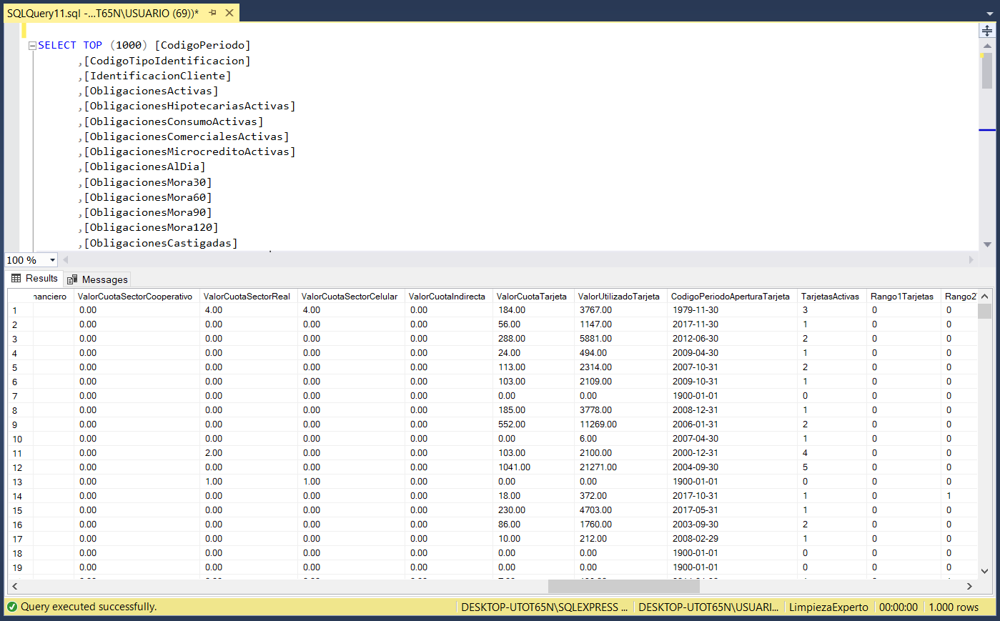 SQLQuery11.sql -...T65N\USUARIO (69))*
SELECT TOP (1000) [CodigoPeriodo]
,[CodigoTipoIdentificacion]
,[IdentificacionCliente]
,[ObligacionesActivas]
,[ObligacionesHipotecariasActivas]
,[ObligacionesConsumoActivas]
,[ObligacionesComercialesActivas]
,[ObligacionesMicrocreditoActivas]
,[ObligacionesAlDia]
,[ObligacionesMora30]
,[ObligacionesMora60]
,[ObligacionesMora90]
,[ObligacionesMora120]
,[ObligacionesCastigadas]
100 %
Results Messages
nanciero ValorCuotaSectorCooperativo ValorCuotaSectorReal ValorCuotaSectorCelular ValorCuotaIndirecta ValorCuotaTarjeta ValorUtilizadoTarjeta CodigoPeriodoAperturaTarjeta TarjetasActivas Rango1Tarjetas Rango2
1 0.00 4.00 4.00 0.00 184.00 3767.00 1979-11-30 3 0 0
2 0.00 0.00 0.00 0.00 56.00 1147.00 2017-11-30 1 0 0
3 0.00 0.00 0.00 0.00 288.00 5881.00 2012-06-30 2 0 0
4 0.00 0.00 0.00 0.00 24.00 494.00 2009-04-30 1 0 0
5 0.00 0.00 0.00 0.00 113.00 2314.00 2007-10-31 2 0 0
6 0.00 0.00 0.00 0.00 103.00 2109.00 2009-10-31 1 0 0
7 0.00 0.00 0.00 0.00 0.00 0.00 1900-01-01 0 0 0
8 0.00 0.00 0.00 0.00 185.00 3778.00 2008-12-31 1 0 0
9 0.00 0.00 0.00 0.00 552.00 11269.00 2006-01-31 2 0 0
10 0.00 0.00 0.00 0.00 0.00 6.00 2007-04-30 1 0 0
11 0.00 2.00 0.00 0.00 103.00 2100.00 2000-12-31 4 0 0
12 0.00 0.00 0.00 0.00 1041.00 21271.00 2004-09-30 5 0 0
13 0.00 1.00 1.00 0.00 0.00 0.00 1900-01-01 0 0 0
14 0.00 0.00 0.00 0.00 18.00 372.00 2017-10-31 1 0 1
15 0.00 0.00 0.00 0.00 230.00 4703.00 2017-05-31 1 0 0
16 0.00 0.00 0.00 0.00 86.00 1760.00 2003-09-30 2 0 0
17 0.00 0.00 0.00 0.00 10.00 212.00 2008-02-29 1 0 0
18 0.00 0.00 0.00 0.00 0.00 0.00 1900-01-01 0 0 0
19 0.00 0.00 0.00 0.00 0.00 0.00 1900-01-01 0 0 0
Query executed successfully. DESKTOP-UTOT65N\SQLEXPRESS ... DESKTOP-UTOT65N\USUARI... LimpiezaExperto 00:00:00 1.000 rows